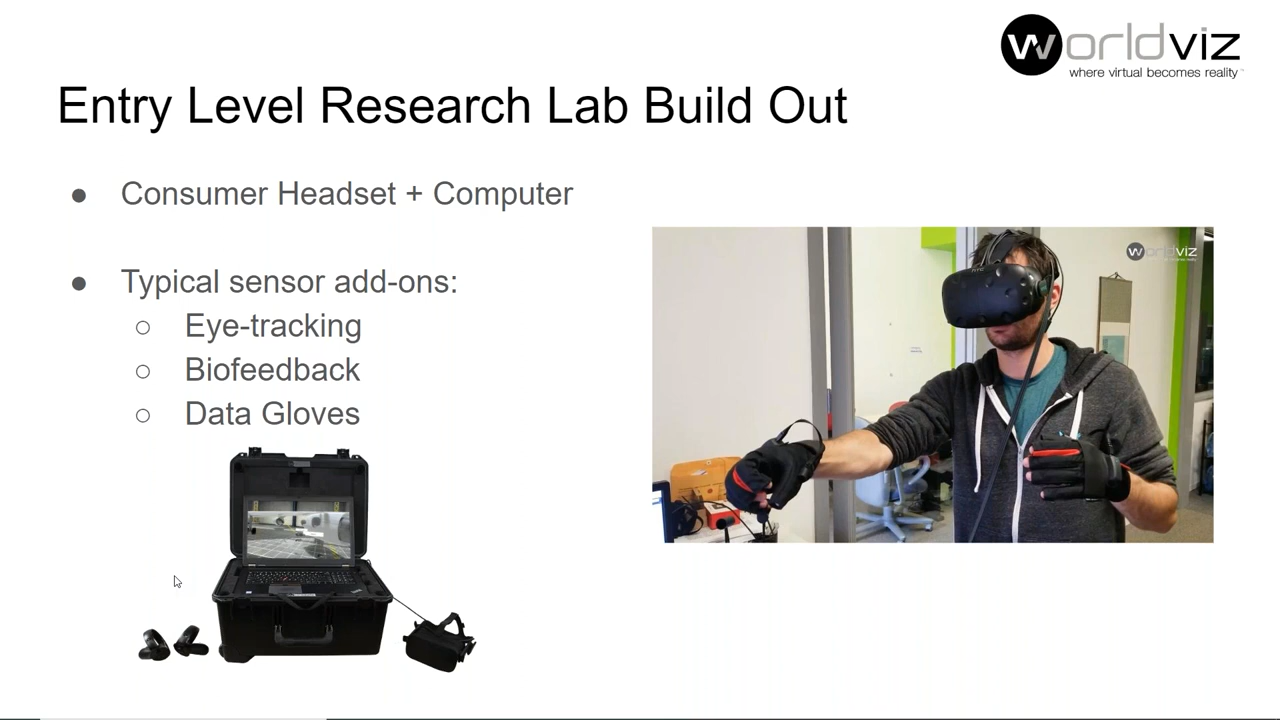 worldviz
where virtual becomes reality
Entry Level Research Lab Build Out
● Consumer Headset + Computer
● Typical sensor add-ons:
○ Eye-tracking
○ Biofeedback
○ Data Gloves
worldviz
hTC